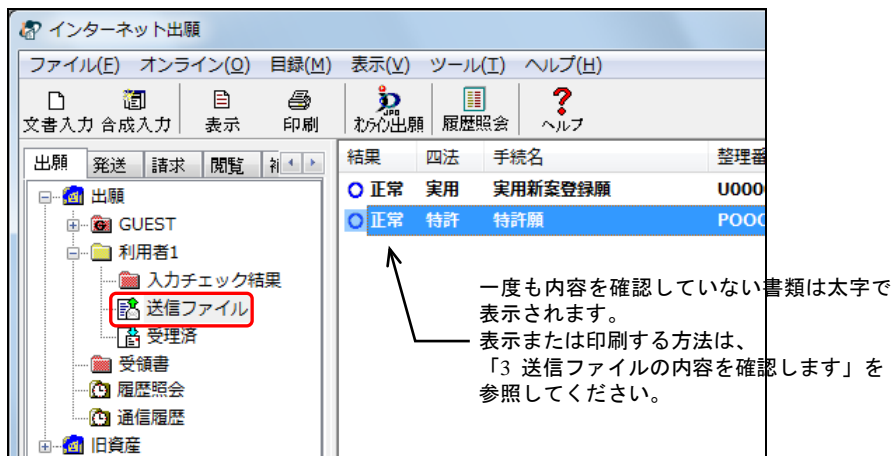 インターネット出願
ファイル(F) オンライン(O) 目録(M) 表示(V) ツール(T) ヘルプ(H)
文書入力 合成入力 表示 印刷 オンライン出願 履歴照会 ヘルプ
出願 発送 請求 閲覧
結果 四法 手続名 整理番
正常 実用 実用新案登録願 U000
正常 特許 特許願
出願
GUEST
利用者1
入力チェック結果
送信ファイル
受理済
受領書
履歴照会
通信履歴
旧資産
一度も内容を確認していない書類は太字で
表示されます。
表示または印刷する方法は、
「3 送信ファイルの内容を確認します」を
参照してください。